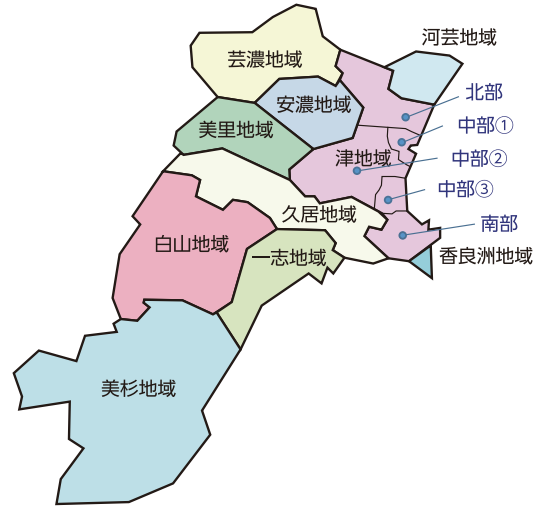 河芸地域
芸濃地域
北部
安濃地域
中部①
美里地域
津地域
中部②
中部③
久居地域
南部
白山地域
一志地域
香良洲地域
美杉地域